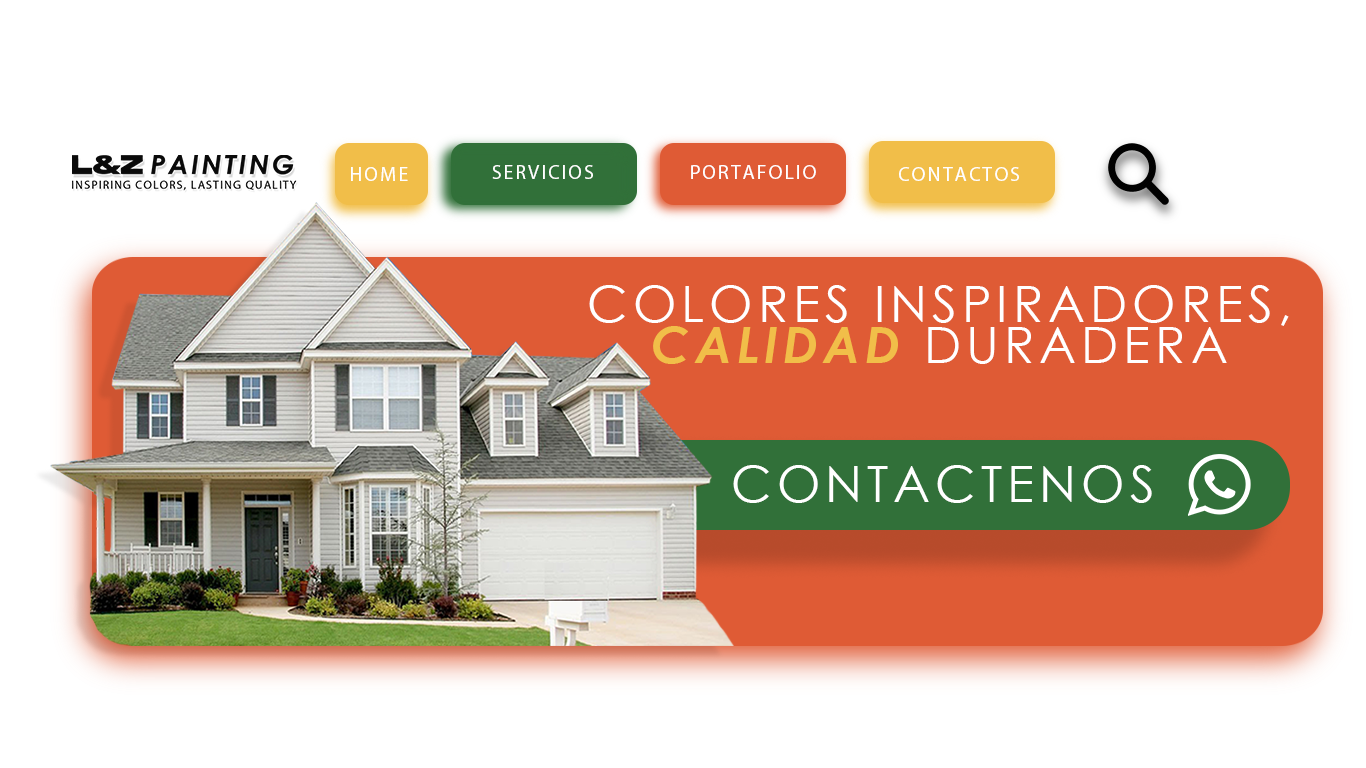 L&Z PAINTING
INSPIRING COLORS, LASTING QUALITY
HOME
SERVICIOS
PORTAFOLIO
CONTACTOS
COLORES INSPIRADORES,
CALIDAD DURADERA
CONTACTENOS